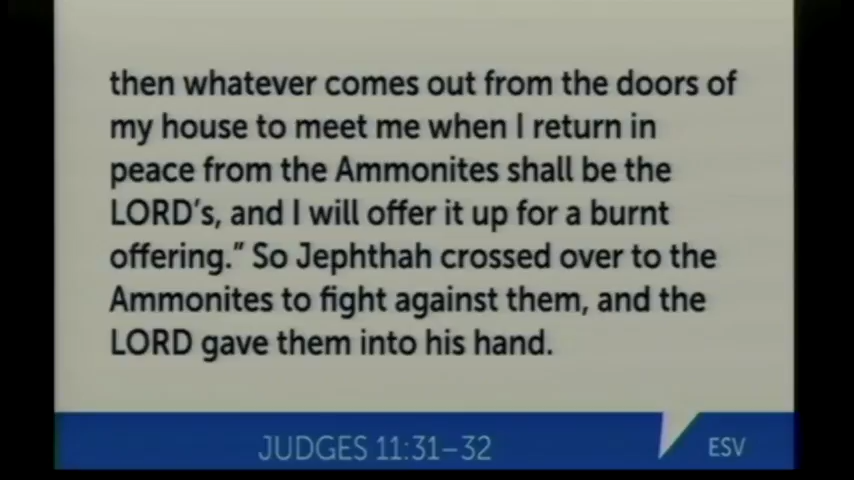 then whatever comes out from the doors of
my house to meet me when I return in
peace from the Ammonites shall be the
LORD's, and I will offer it up for a burnt
offering.” So Jephthah crossed over to the
Ammonites to fight against them, and the
LORD gave them into his hand.
JUDGES 11:31–32
ESV